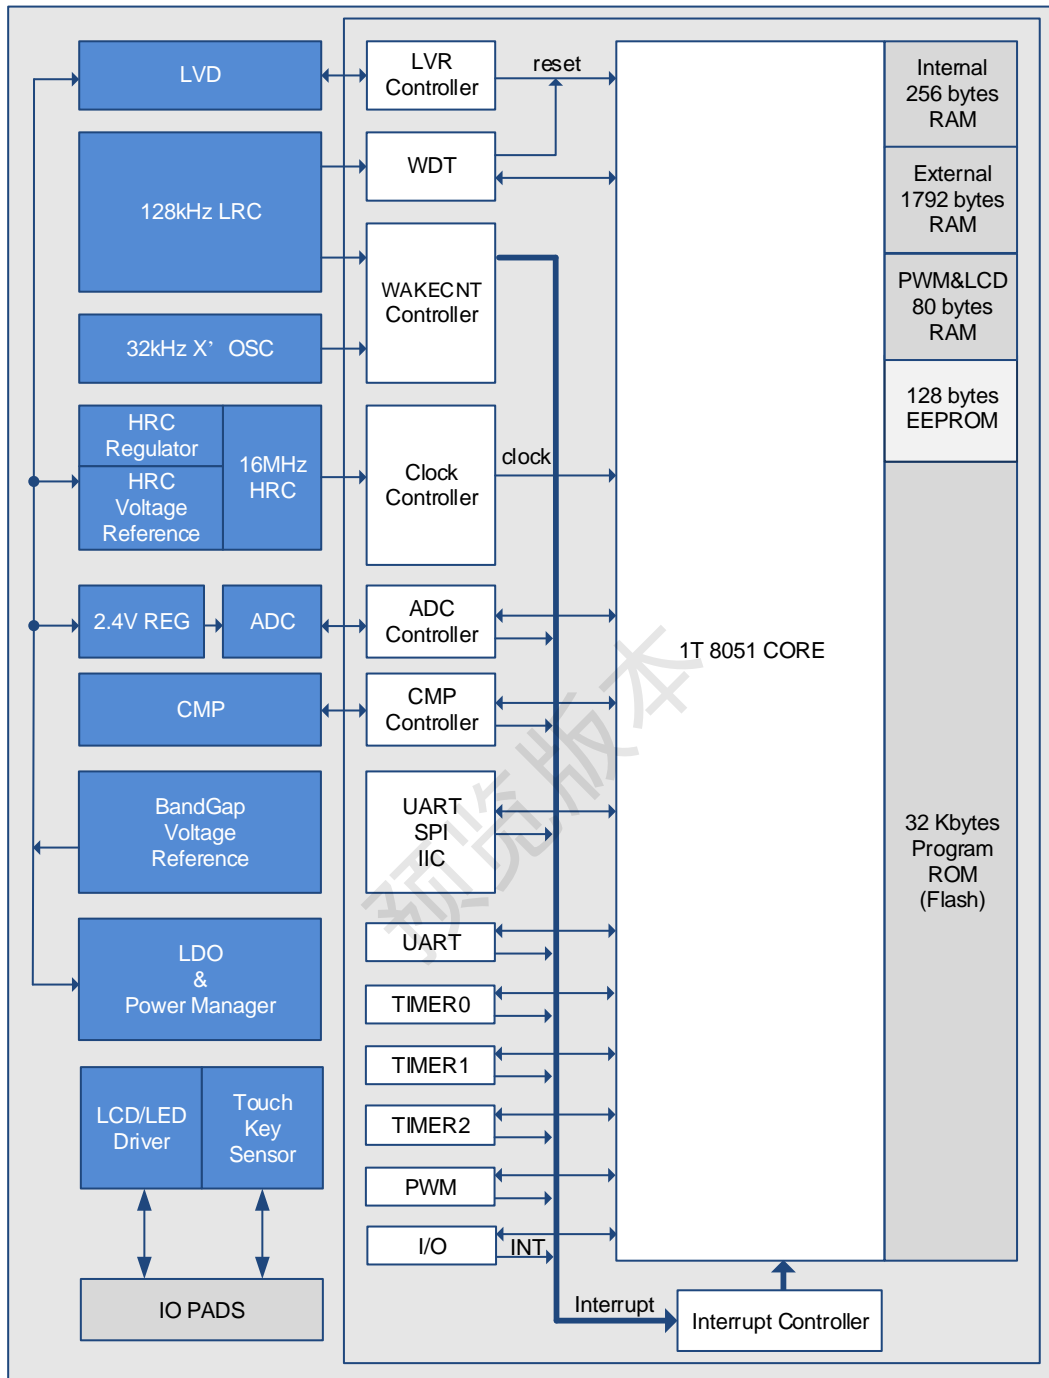 LVD
LVR
Controller
reset
Internal
256 bytes
RAM
128kHz LRC
WDT
External
1792 bytes
RAM
WAKECNT
Controller
PWM&LCD
80 bytes
RAM
32kHz X’ OSC
128 bytes
EEPROM
HRC
Regulator
HRC
Voltage
Reference
16MHz
HRC
Clock
Controller
clock
2.4V REG
ADC
ADC
Controller
1T 8051 CORE
CMP
CMP
Controller
BandGap
Voltage
Reference
UART
SPI
IIC
32 Kbytes
Program
ROM
(Flash)
预览版本
UART
LDO
&
Power Manager
TIMER0
TIMER1
LCD/LED
Driver
Touch
Key
Sensor
TIMER2
PWM
I/O
INT
IO PADS
Interrupt
Interrupt Controller